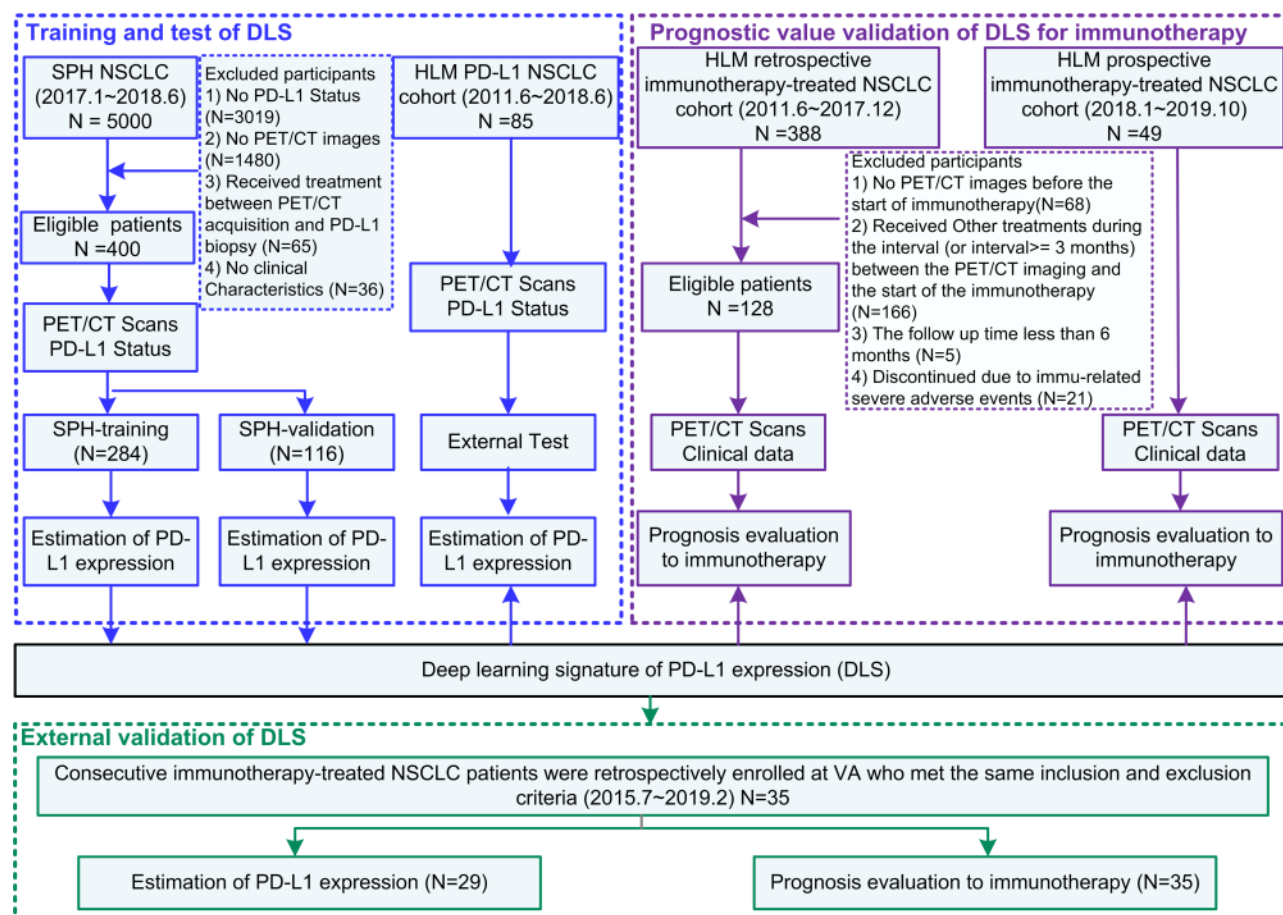 Training and test of DLS
SPH NSCLC
(2017.1~2018.6)
N = 5000
Excluded participants
1) No PD-L1 Status
(N=3019)
2) No PET/CT images
(N=1480)
3) Received treatment
between PET/CT
acquisition and PD-L1
biopsy (N=65)
4) No clinical
Characteristics (N=36)
HLM PD-L1 NSCLC
cohort (2011.6~2018.6)
N =85
Eligible patients
N =400
PET/CT Scans
PD-L1 Status
PET/CT Scans
PD-L1 Status
SPH-training
(N=284)
SPH-validation
(N=116)
External Test
Estimation of PD-
L1 expression
Estimation of PD-
L1 expression
Estimation of PD-
L1 expression
Prognostic value validation of DLS for immunotherapy
HLM retrospective
immunotherapy-treated NSCLC
cohort (2011.6~2017.12)
N =388
HLM prospective
immunotherapy-treated NSCLC
cohort (2018.1~2019.10)
N =49
Excluded participants
1) No PET/CT images before the
start of immunotherapy(N=68)
2) Received Other treatments during
the interval (or interval>= 3 months)
between the PET/CT imaging and
the start of the immunotherapy
(N=166)
3) The follow up time less than 6
months (N=5)
4) Discontinued due to immu-related
severe adverse events (N=21)
Eligible patients
N =128
PET/CT Scans
Clinical data
PET/CT Scans
Clinical data
Prognosis evaluation
to immunotherapy
Prognosis evaluation to
immunotherapy
Deep learning signature of PD-L1 expression (DLS)
External validation of DLS
Consecutive immunotherapy-treated NSCLC patients were retrospectively enrolled at VA who met the same inclusion and exclusion
criteria (2015.7~2019.2) N=35
Estimation of PD-L1 expression (N=29)
Prognosis evaluation to immunotherapy (N=35)